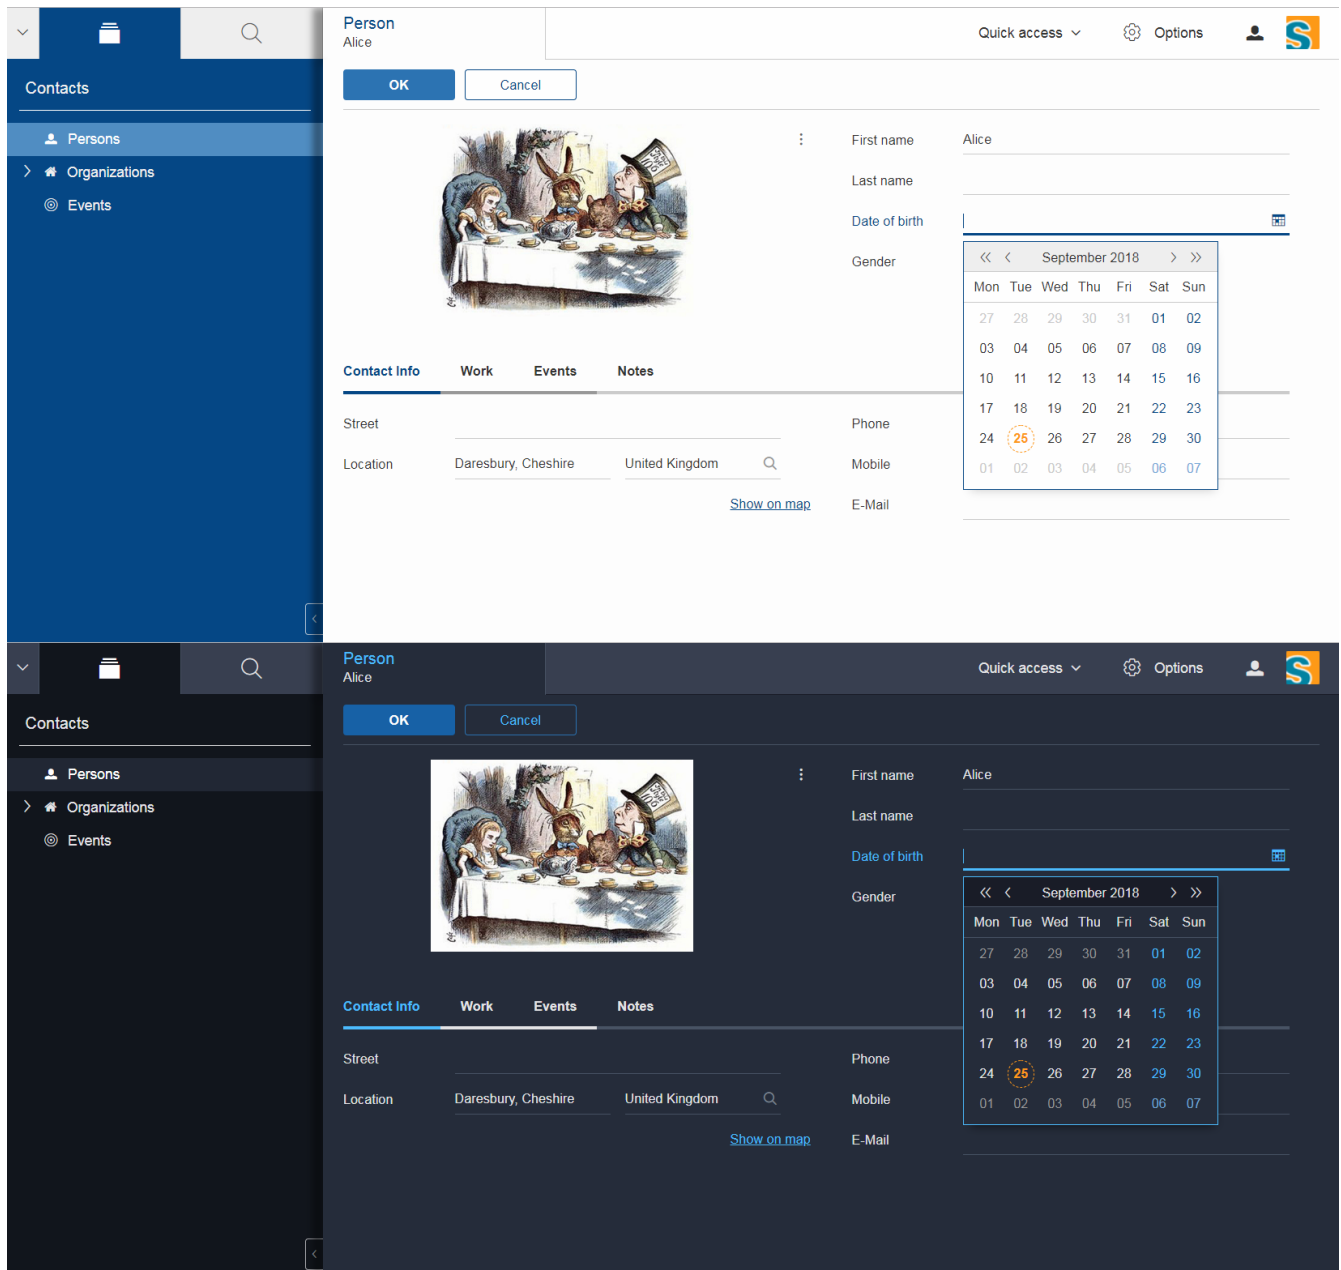 Person
Alice
Quick access
Options
S
Contacts
OK
Cancel
Persons
Organizations
Events
First name Alice
Last name
Date of birth
Gender
September 2018
Mon Tue Wed Thu Fri Sat Sun
27 28 29 30 31 01 02
03 04 05 06 07 08 09
10 11 12 13 14 15 16
17 18 19 20 21 22 23
24 25 26 27 28 29 30
01 02 03 04 05 06 07
Contact Info Work Events Notes
Street
Phone
Location Daresbury, Cheshire United Kingdom
Mobile
Show on map
E-Mail
Person
Alice
Quick access
Options
S
Contacts
OK
Cancel
Persons
Organizations
Events
First name Alice
Last name
Date of birth
Gender
September 2018
Mon Tue Wed Thu Fri Sat Sun
27 28 29 30 31 01 02
03 04 05 06 07 08 09
10 11 12 13 14 15 16
17 18 19 20 21 22 23
24 25 26 27 28 29 30
01 02 03 04 05 06 07
Contact Info Work Events Notes
Street
Phone
Location Daresbury, Cheshire United Kingdom
Mobile
Show on map
E-Mail